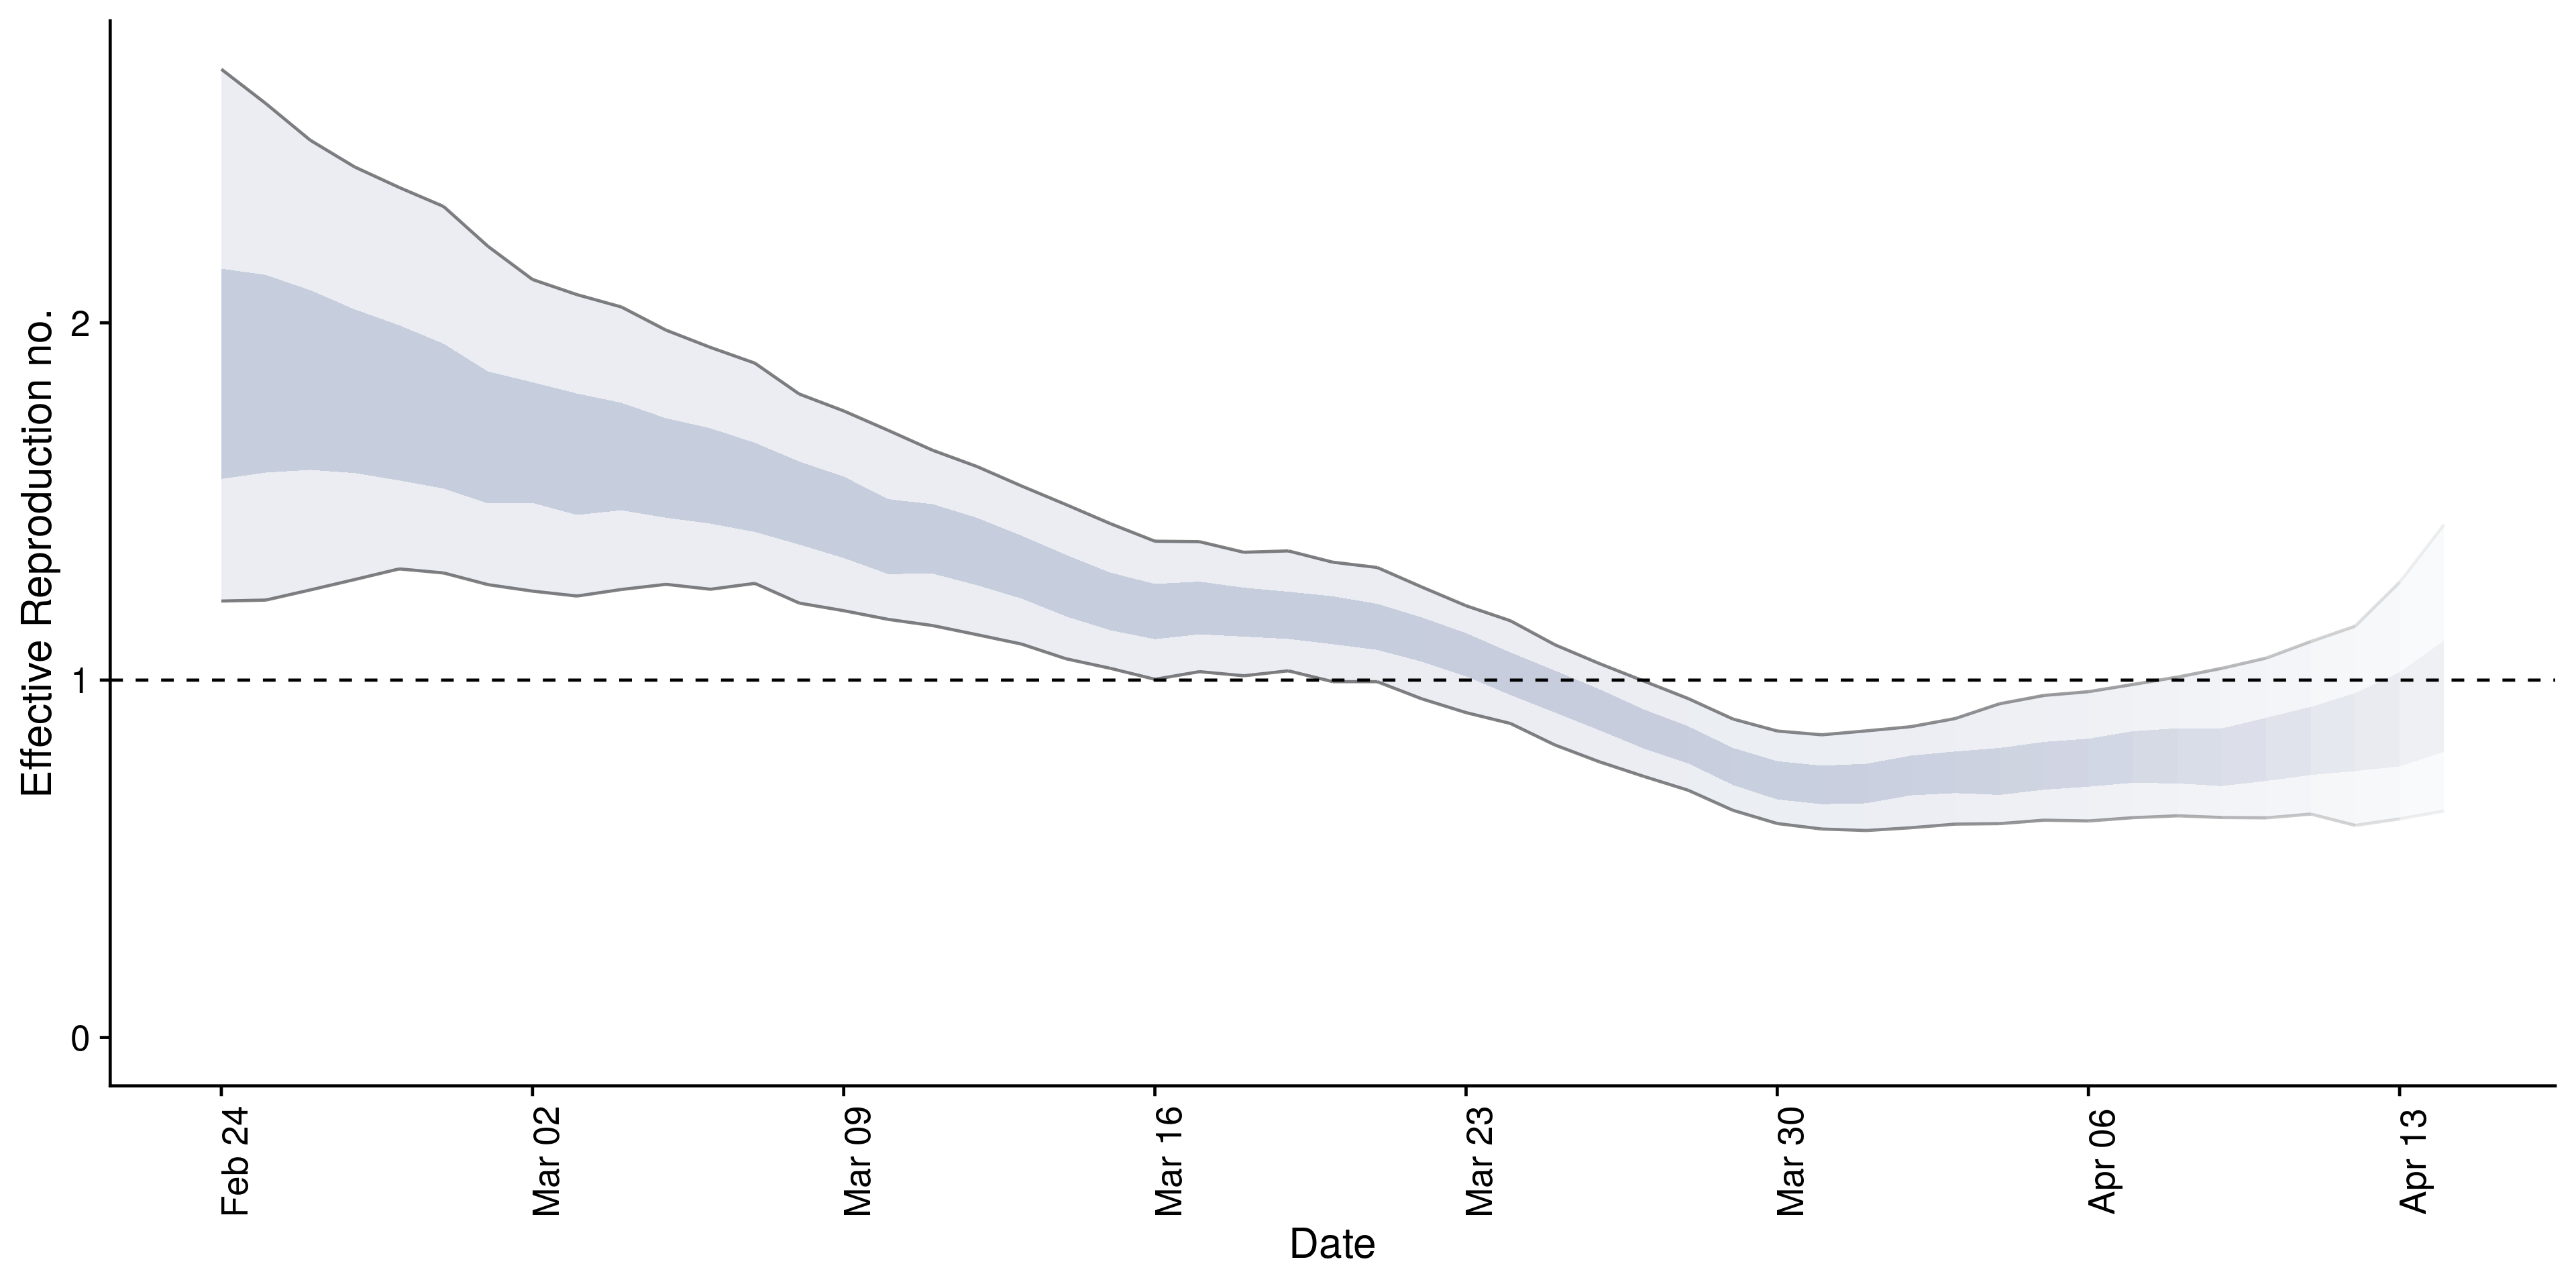 Effective Reproduction no.
2
1
0
Feb 24
Mar 02
Mar 09
Mar 16
Mar 23
Mar 30
Apr 06
Apr 13
Date